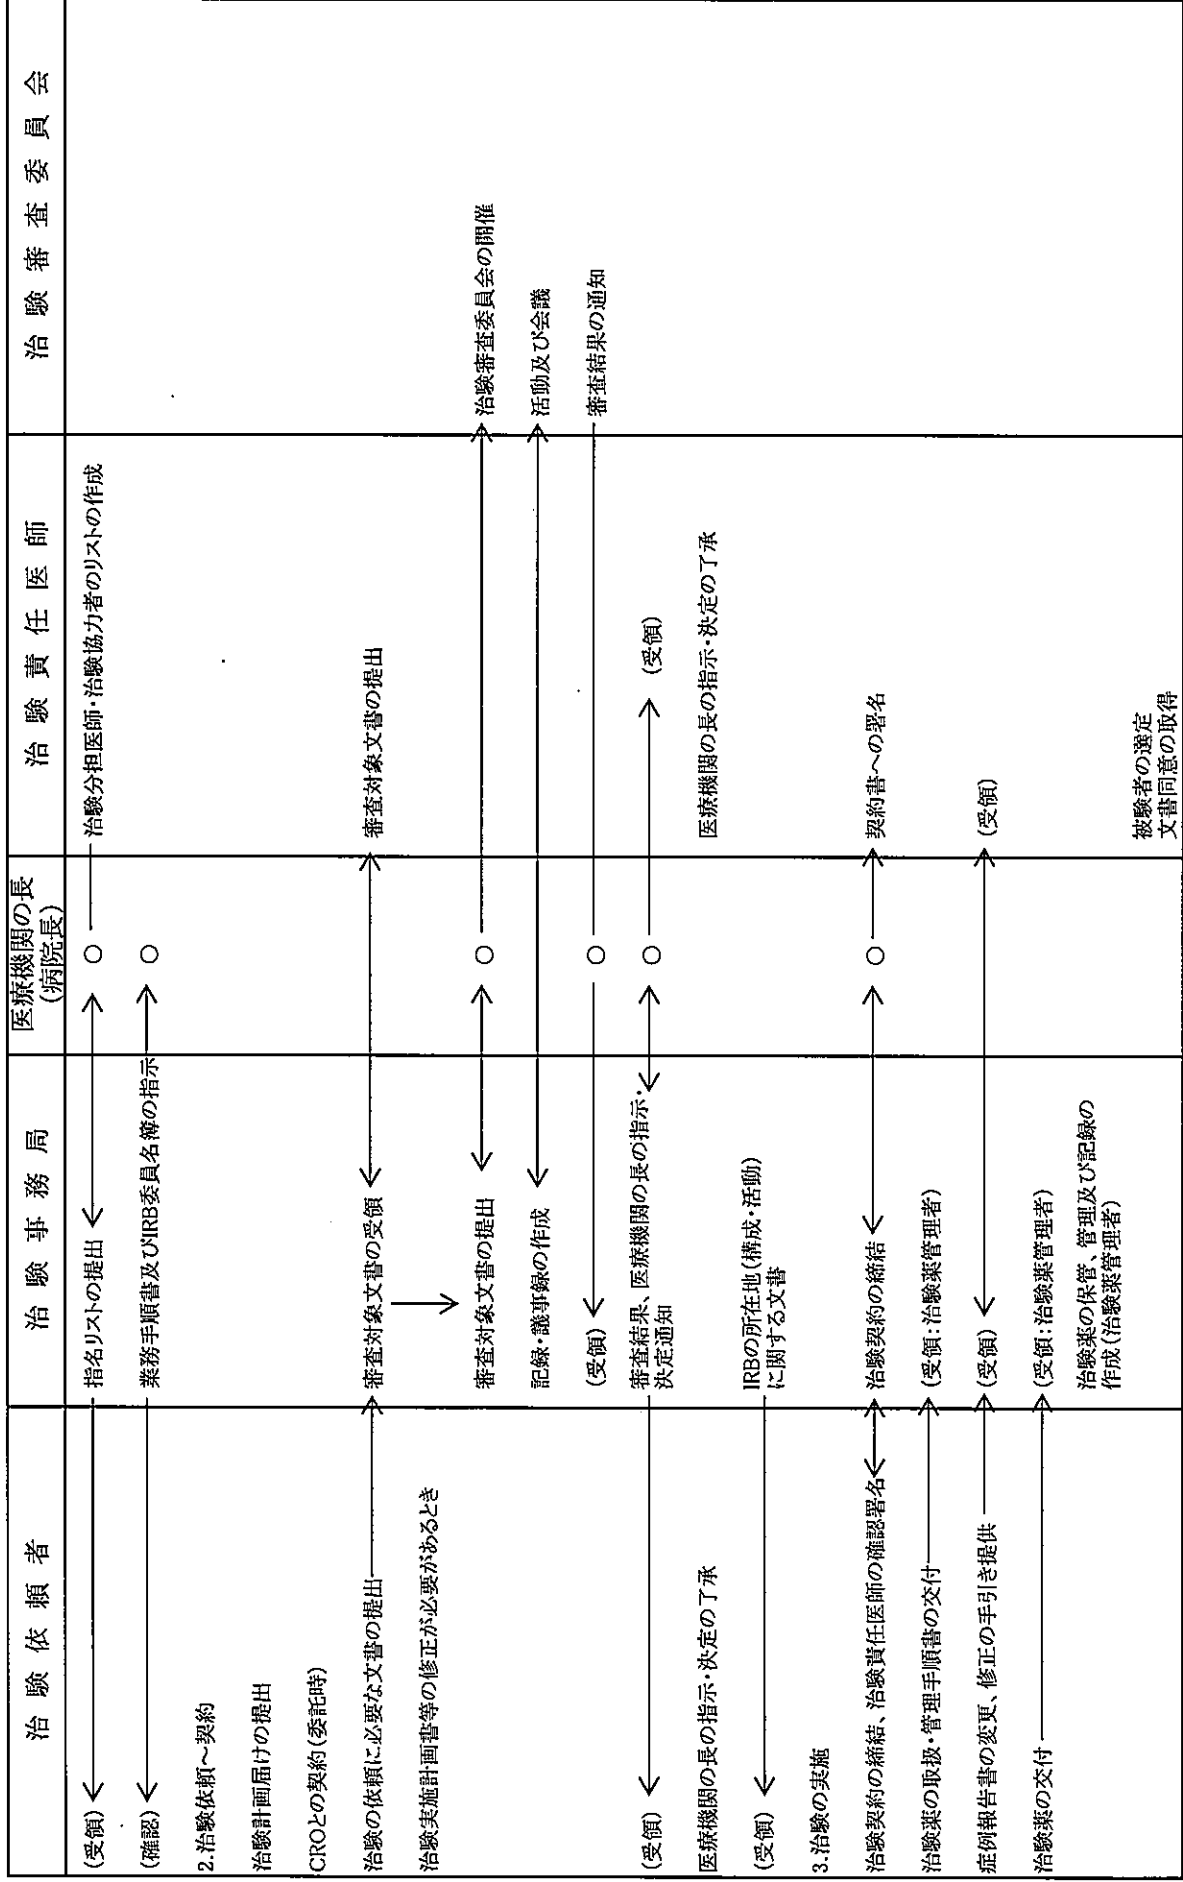 治験依頼者 治験事務局 医療機関の長 治験責任医師 治験審査委員会
(病院長)
(受領) 指名リストの提出 ○ 治験分担医師・治験協力者のリストの作成
(確認) 業務手順書及びIRB委員名簿の指示 ○
2.治験依頼～契約
治験計画届けの提出
CROとの契約(委託時)
治験の依頼に必要な文書の提出 審査対象文書の受領 審査対象文書の提出
治験実施計画書等の修正が必要があるとき
審査対象文書の提出 ○ 治験審査委員会の開催
記録・議事録の作成 活動及び会議
(受領) ○ 審査結果の通知
(受領) 審査結果、医療機関の長の指示・ ○ (受領)
決定通知
医療機関の長の指示・決定の了承 医療機関の長の指示・決定の了承
(受領) IRBの所在地(構成・活動)
に関する文書
3.治験の実施
治験契約の締結、治験責任医師の確認署名 治験契約の締結 ○ 契約書への署名
治験薬の取扱・管理手順書の交付 (受領:治験薬管理者)
症例報告書の変更、修正の手引き提供 (受領) (受領)
治験薬の交付 (受領:治験薬管理者)
治験薬の保管、管理及び記録の
作成(治験薬管理者)
被験者の選定
文書同意の取得